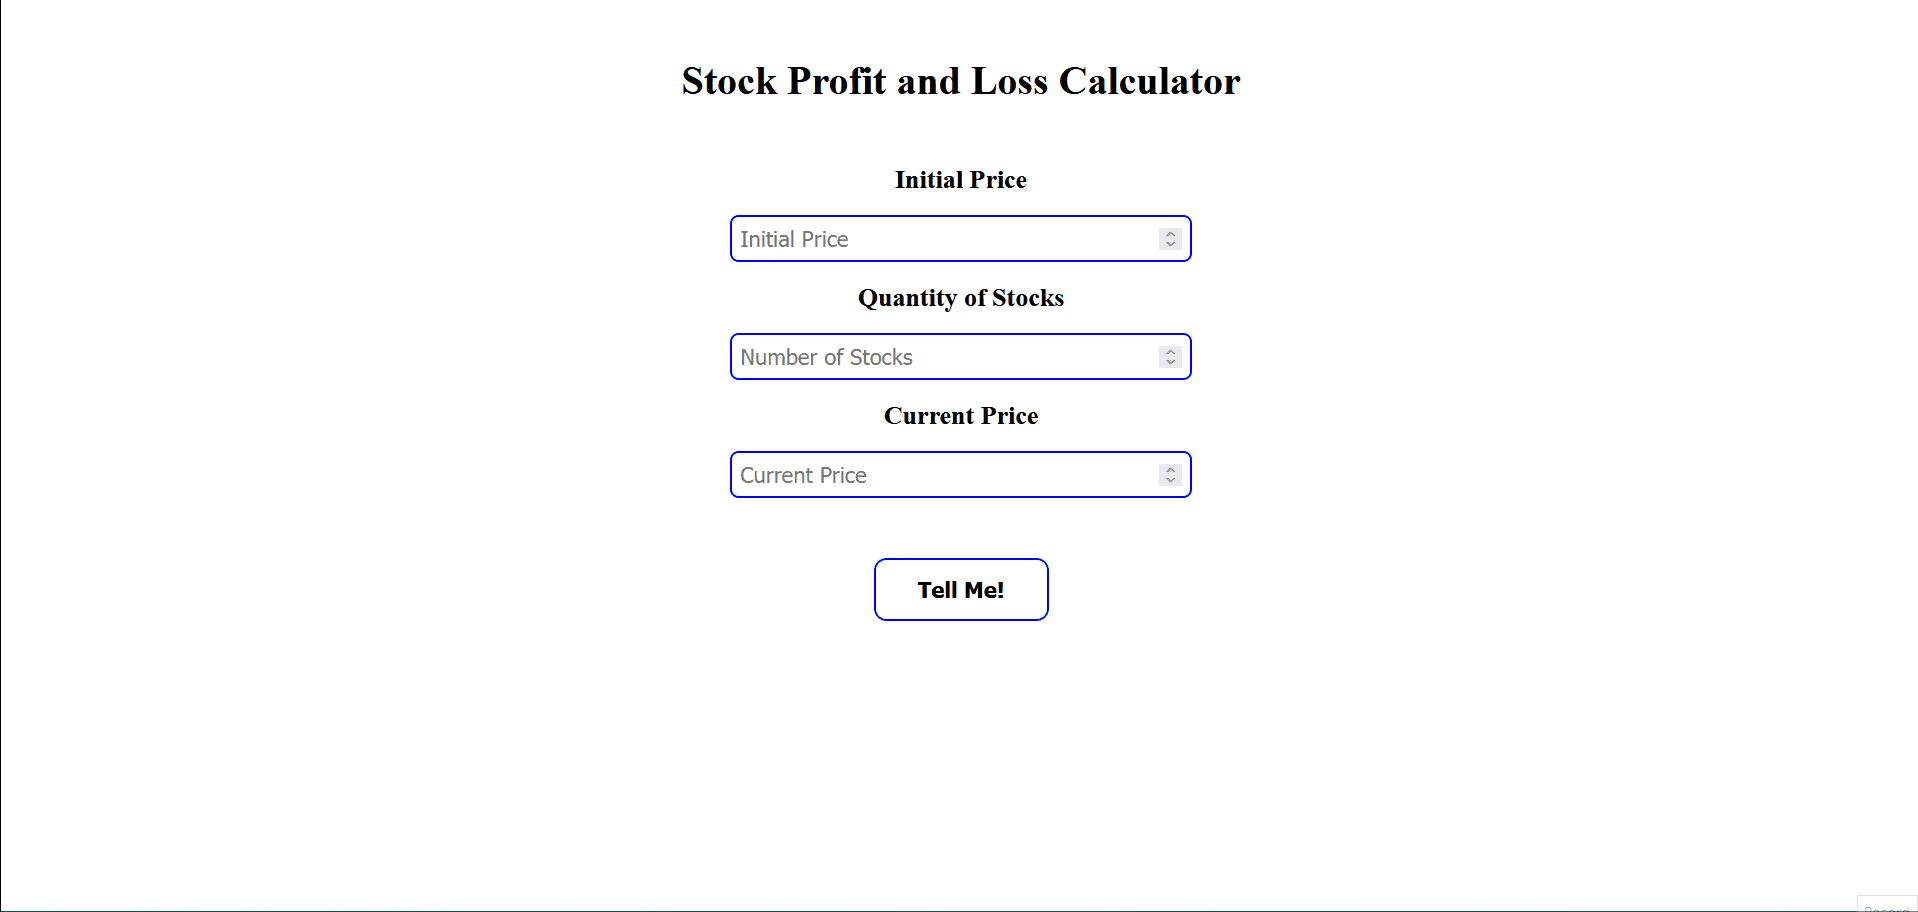 Stock Profit and Loss Calculator
Initial Price
Initial Price
Quantity of Stocks
Number of Stocks
Current Price
Current Price
Tell Me!